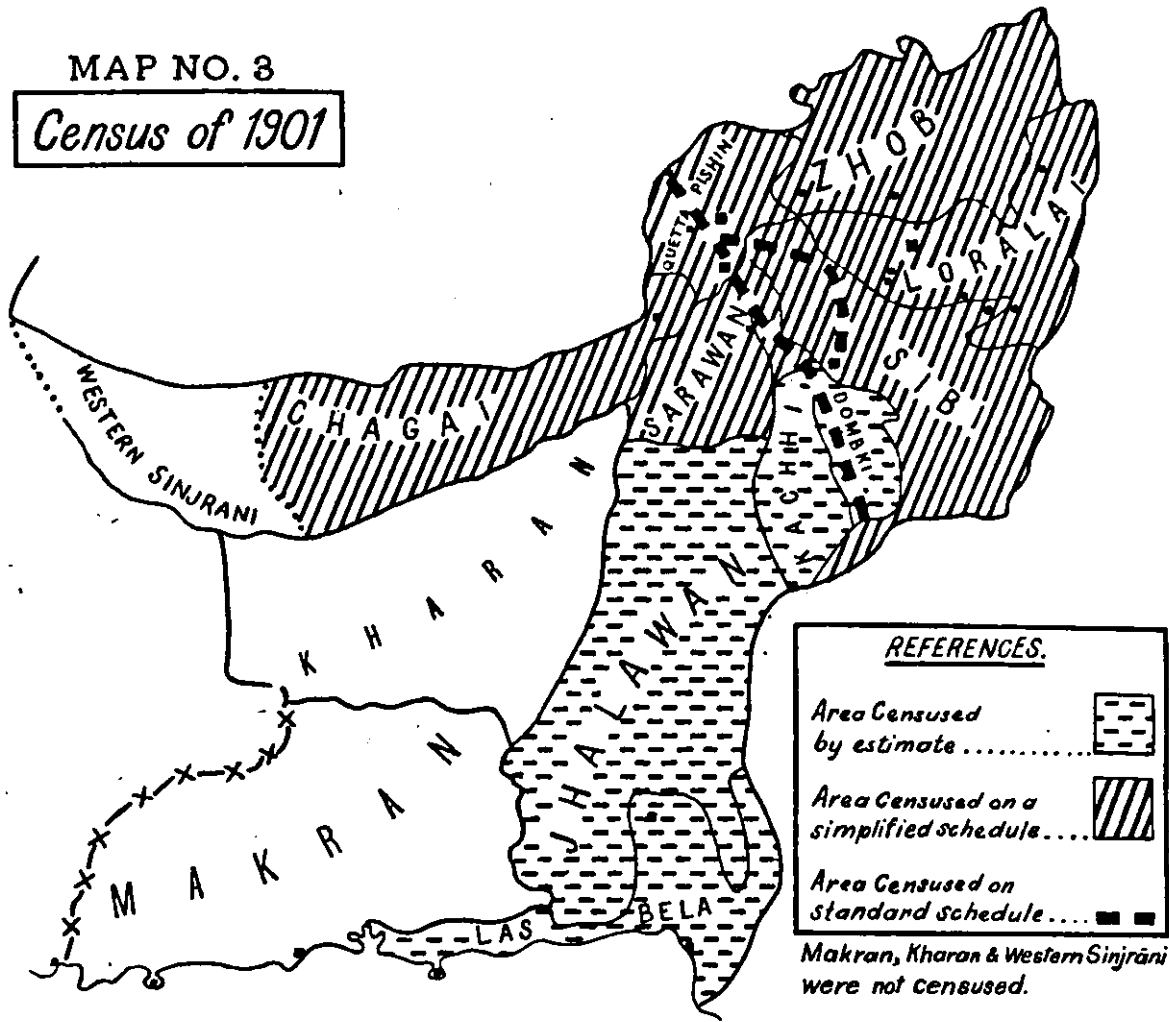 MAP NO. 3
Census of 1901
ZHOB
QUETTA PISHIN
LORALAI
SARAWAN
SIBI
WESTERN SINJRANI
CHAGAI
KACHHI
DOMBKI
KHARAN
JHALAWAN
MAKRAN
LAS BELA
REFERENCES.
Area Censused
by estimate ...........
Area Censused on a
simplified schedule....
Area Censused on
standard schedule....
Makran, Kharan & Western Sinjrāni
were not censused.